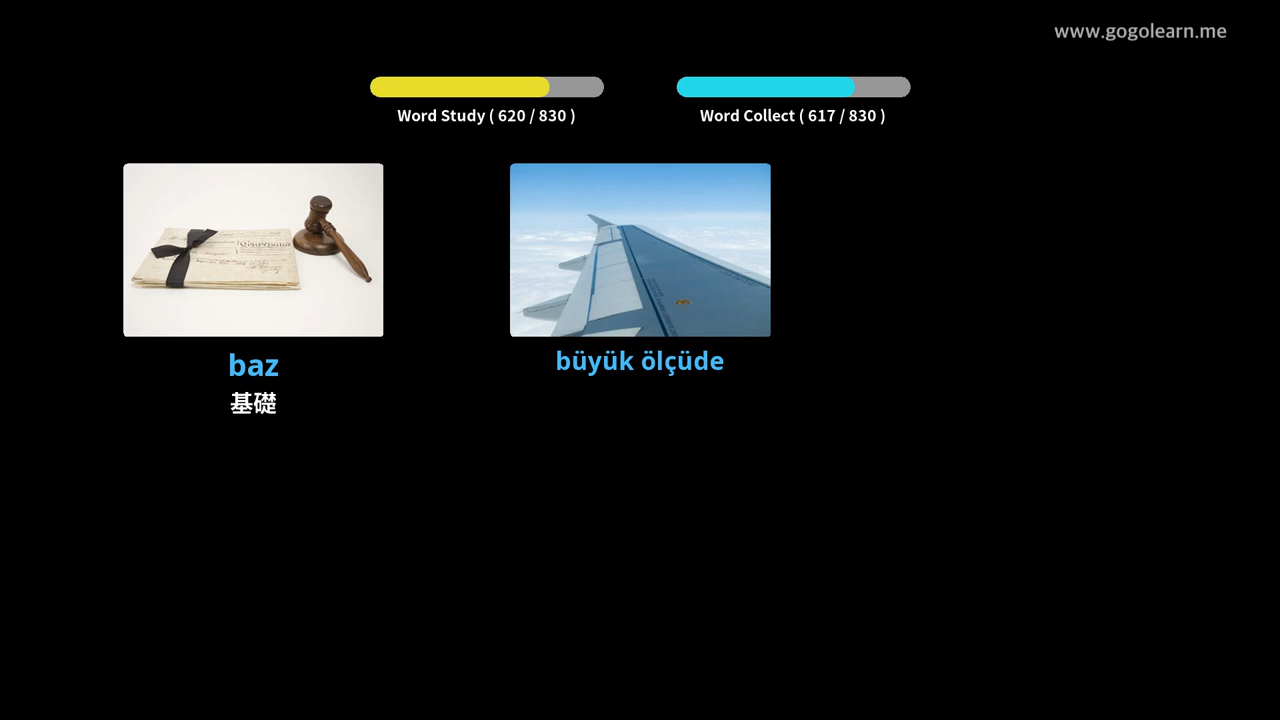 www.gogolearn.me
Word Study ( 620 / 830 )
Word Collect ( 617 / 830 )
baz
基礎
büyük ölçüde